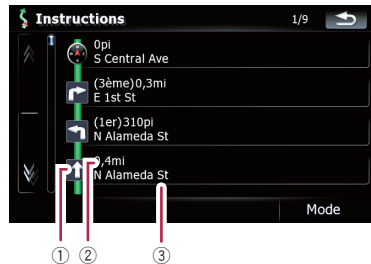 Instructions
1/9
0pi
S Central Ave
(3ème)0,3mi
E 1st St
(1er)310pi
N Alameda St
0,4mi
N Alameda St
Mode
① ② ③